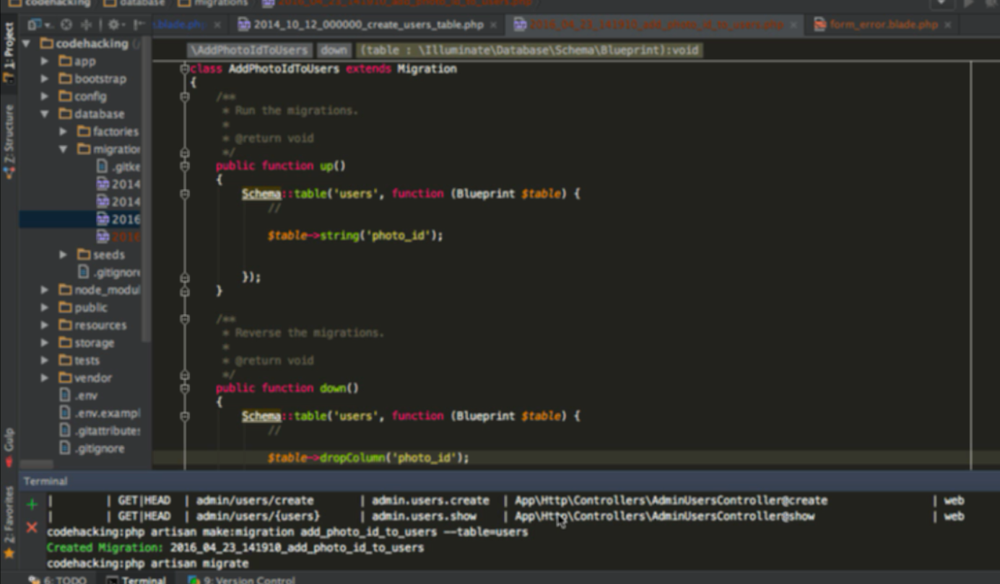 codehacking database migrations 2016_04_23_141910_add_photo_id_to_users.php
1: Project
.blade.php 2014_10_12_000000_create_users_table.php 2016_04_23_141910_add_photo_id_to_users.php form_error.blade.php
codehacking
\AddPhotoIdToUsers down (table : \Illuminate\Database\Schema\Blueprint):void
app
bootstrap
config
database
factories
migration
.gitke
2014
2014
2016
2016
seeds
.gitignore
node_modul
public
resources
storage
tests
vendor
.env
.env.exampl
.gitattributes
.gitignore
Z: Structure
Gulp
2: Favorites
class AddPhotoIdToUsers extends Migration
{
/**
* Run the migrations.
*
* @return void
*/
public function up()
{
Schema::table('users', function (Blueprint $table) {
//
$table->string('photo_id');
});
}
/**
* Reverse the migrations.
*
* @return void
*/
public function down()
{
Schema::table('users', function (Blueprint $table) {
//
$table->dropColumn('photo_id');
Terminal
| | GET|HEAD | admin/users/create | admin.users.create | App\Http\Controllers\AdminUsersController@create | web
| | GET|HEAD | admin/users/{users} | admin.users.show | App\Http\Controllers\AdminUsersController@show | web
codehacking:php artisan make:migration add_photo_id_to_users --table=users
Created Migration: 2016_04_23_141910_add_photo_id_to_users
codehacking:php artisan migrate
6: TODO Terminal 9: Version Control